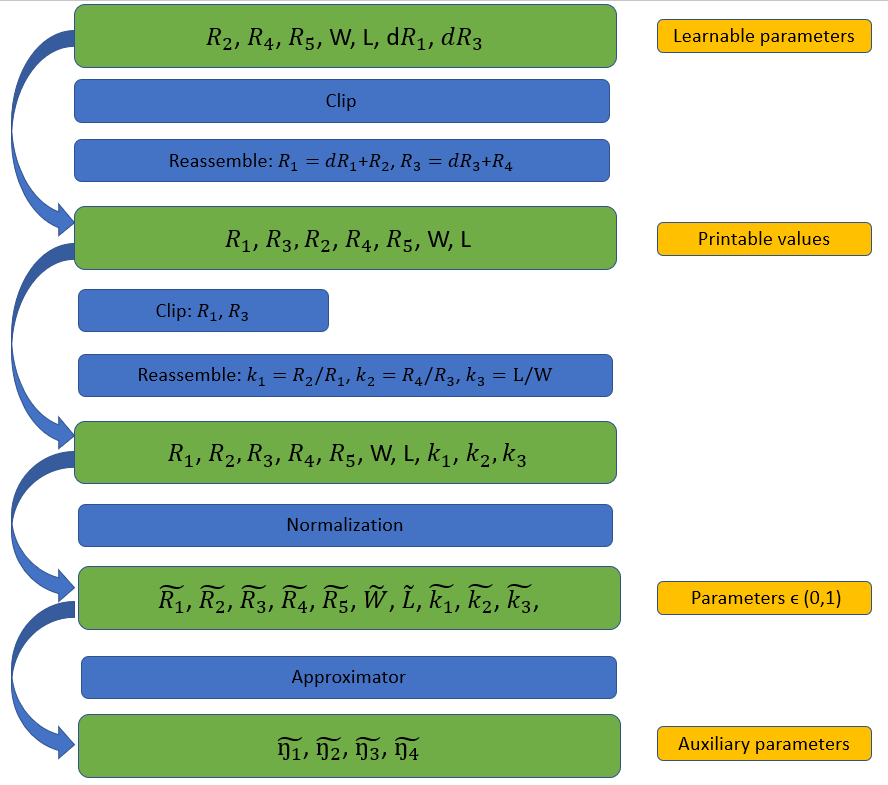 R₂, R₄, R₅, W, L, dR₁, dR₃
Learnable parameters
Clip
Reassemble: R₁ = dR₁+R₂, R₃ = dR₃+R₄
R₁, R₃, R₂, R₄, R₅, W, L
Printable values
Clip: R₁, R₃
Reassemble: k₁ = R₂/R₁, k₂ = R₄/R₃, k₃ = L/W
R₁, R₂, R₃, R₄, R₅, W, L, k₁, k₂, k₃
Normalization
R̃₁, R̃₂, R̃₃, R̃₄, R̃₅, W̃, L̃, k̃₁, k̃₂, k̃₃,
Parameters ϵ (0,1)
Approximator
ŋ̃₁, ŋ̃₂, ŋ̃₃, ŋ̃₄
Auxiliary parameters